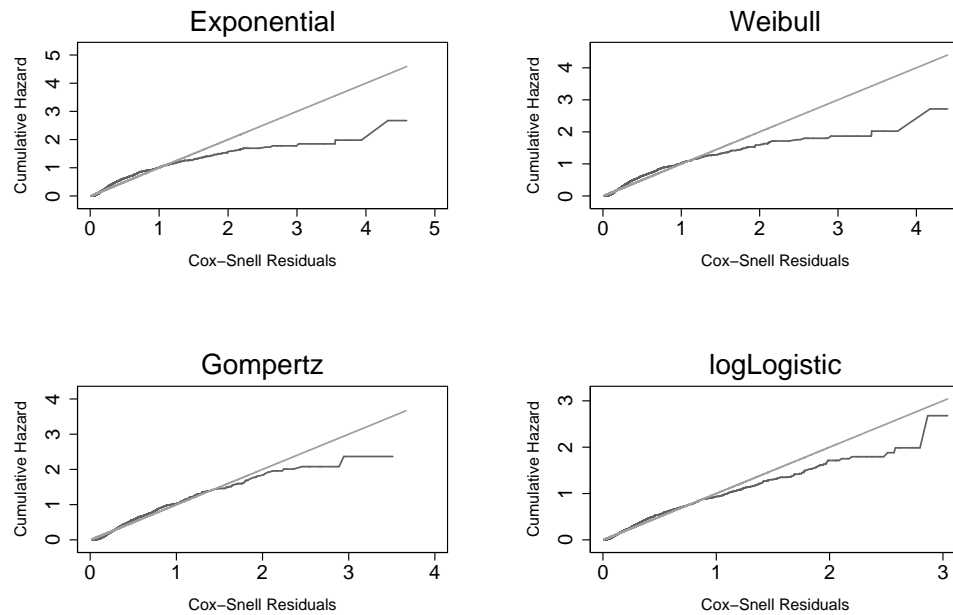 Exponential
Cumulative Hazard
0 1 2 3 4 5
0 1 2 3 4 5
Cox−Snell Residuals
Weibull
Cumulative Hazard
0 1 2 3 4
0 1 2 3 4
Cox−Snell Residuals
Gompertz
Cumulative Hazard
0 1 2 3 4
0 1 2 3 4
Cox−Snell Residuals
logLogistic
Cumulative Hazard
0 1 2 3
0 1 2 3
Cox−Snell Residuals